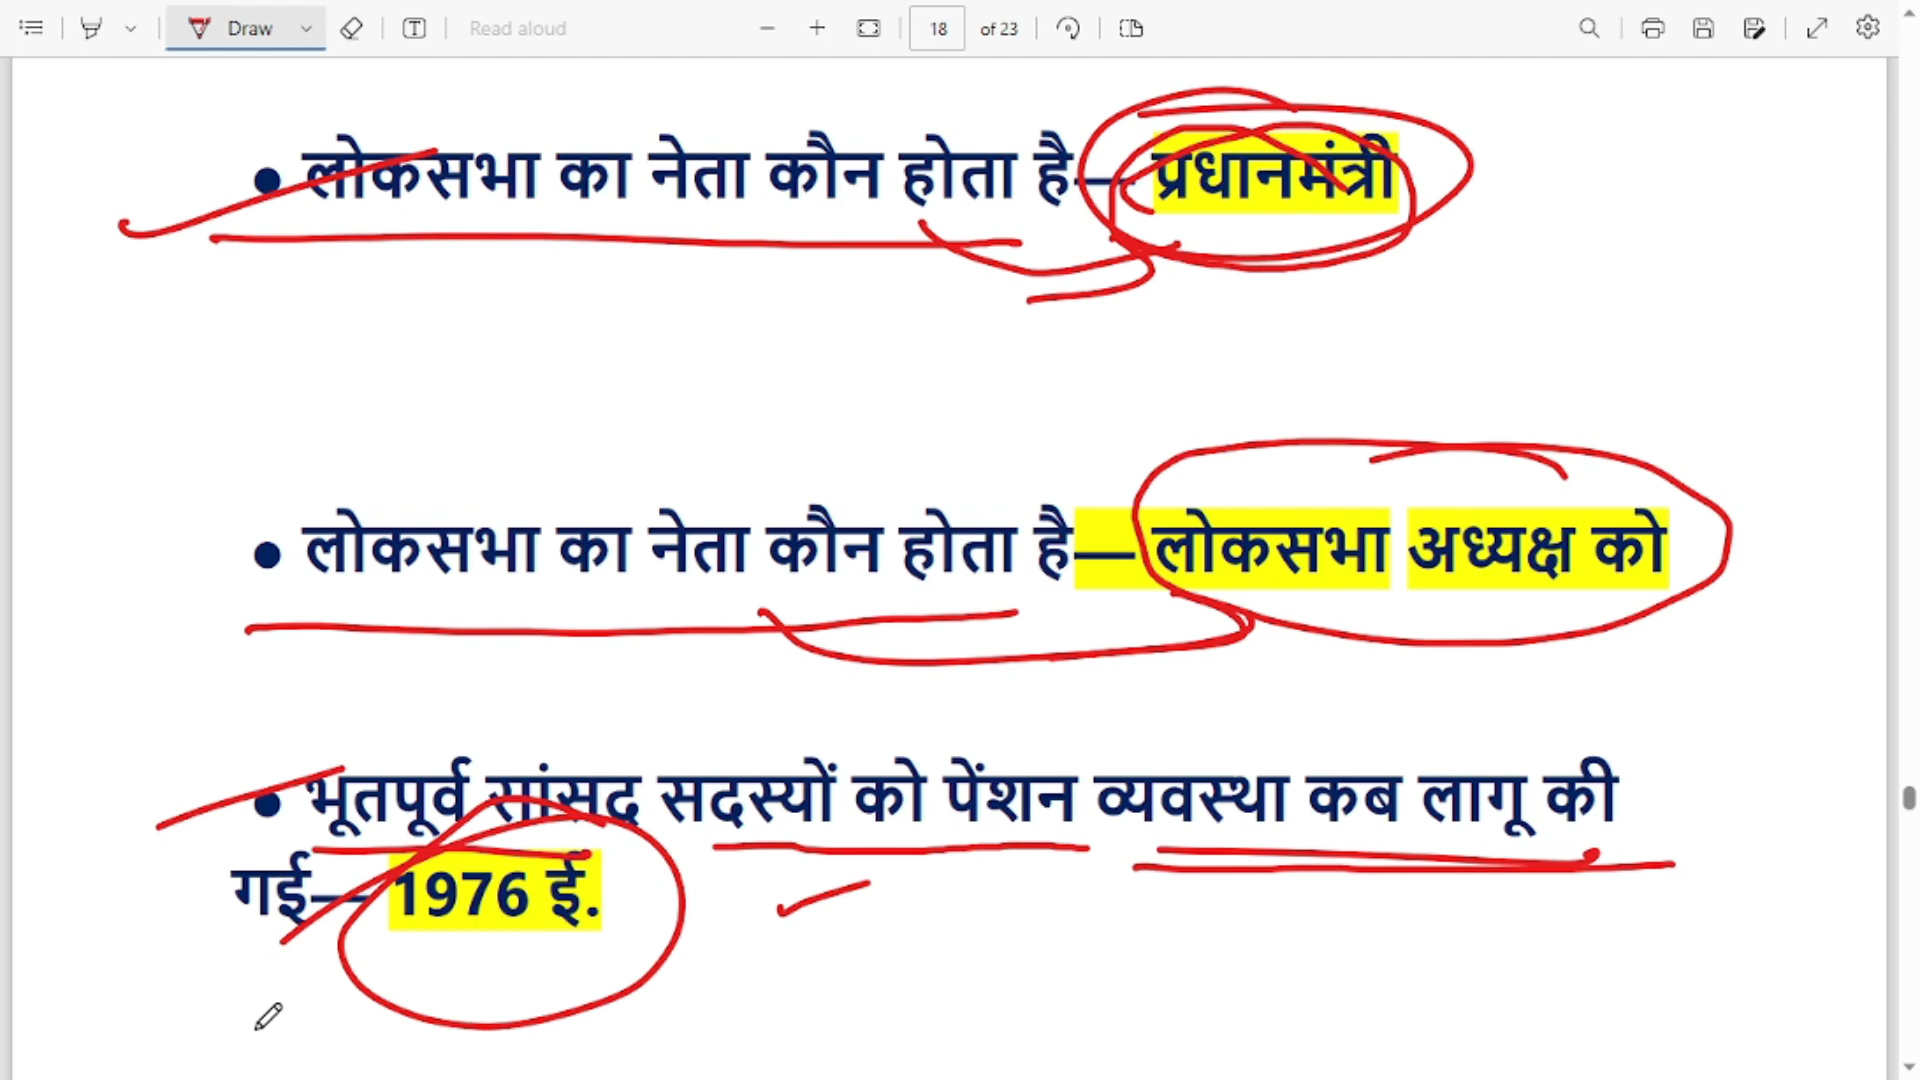 Draw Read aloud 18 of 23
• लोकसभा का नेता कौन होता है— प्रधानमंत्री
• लोकसभा का नेता कौन होता है— लोकसभा अध्यक्ष को
• भूतपूर्व सांसद सदस्यों को पेंशन व्यवस्था कब लागू की
गई— 1976 ई.